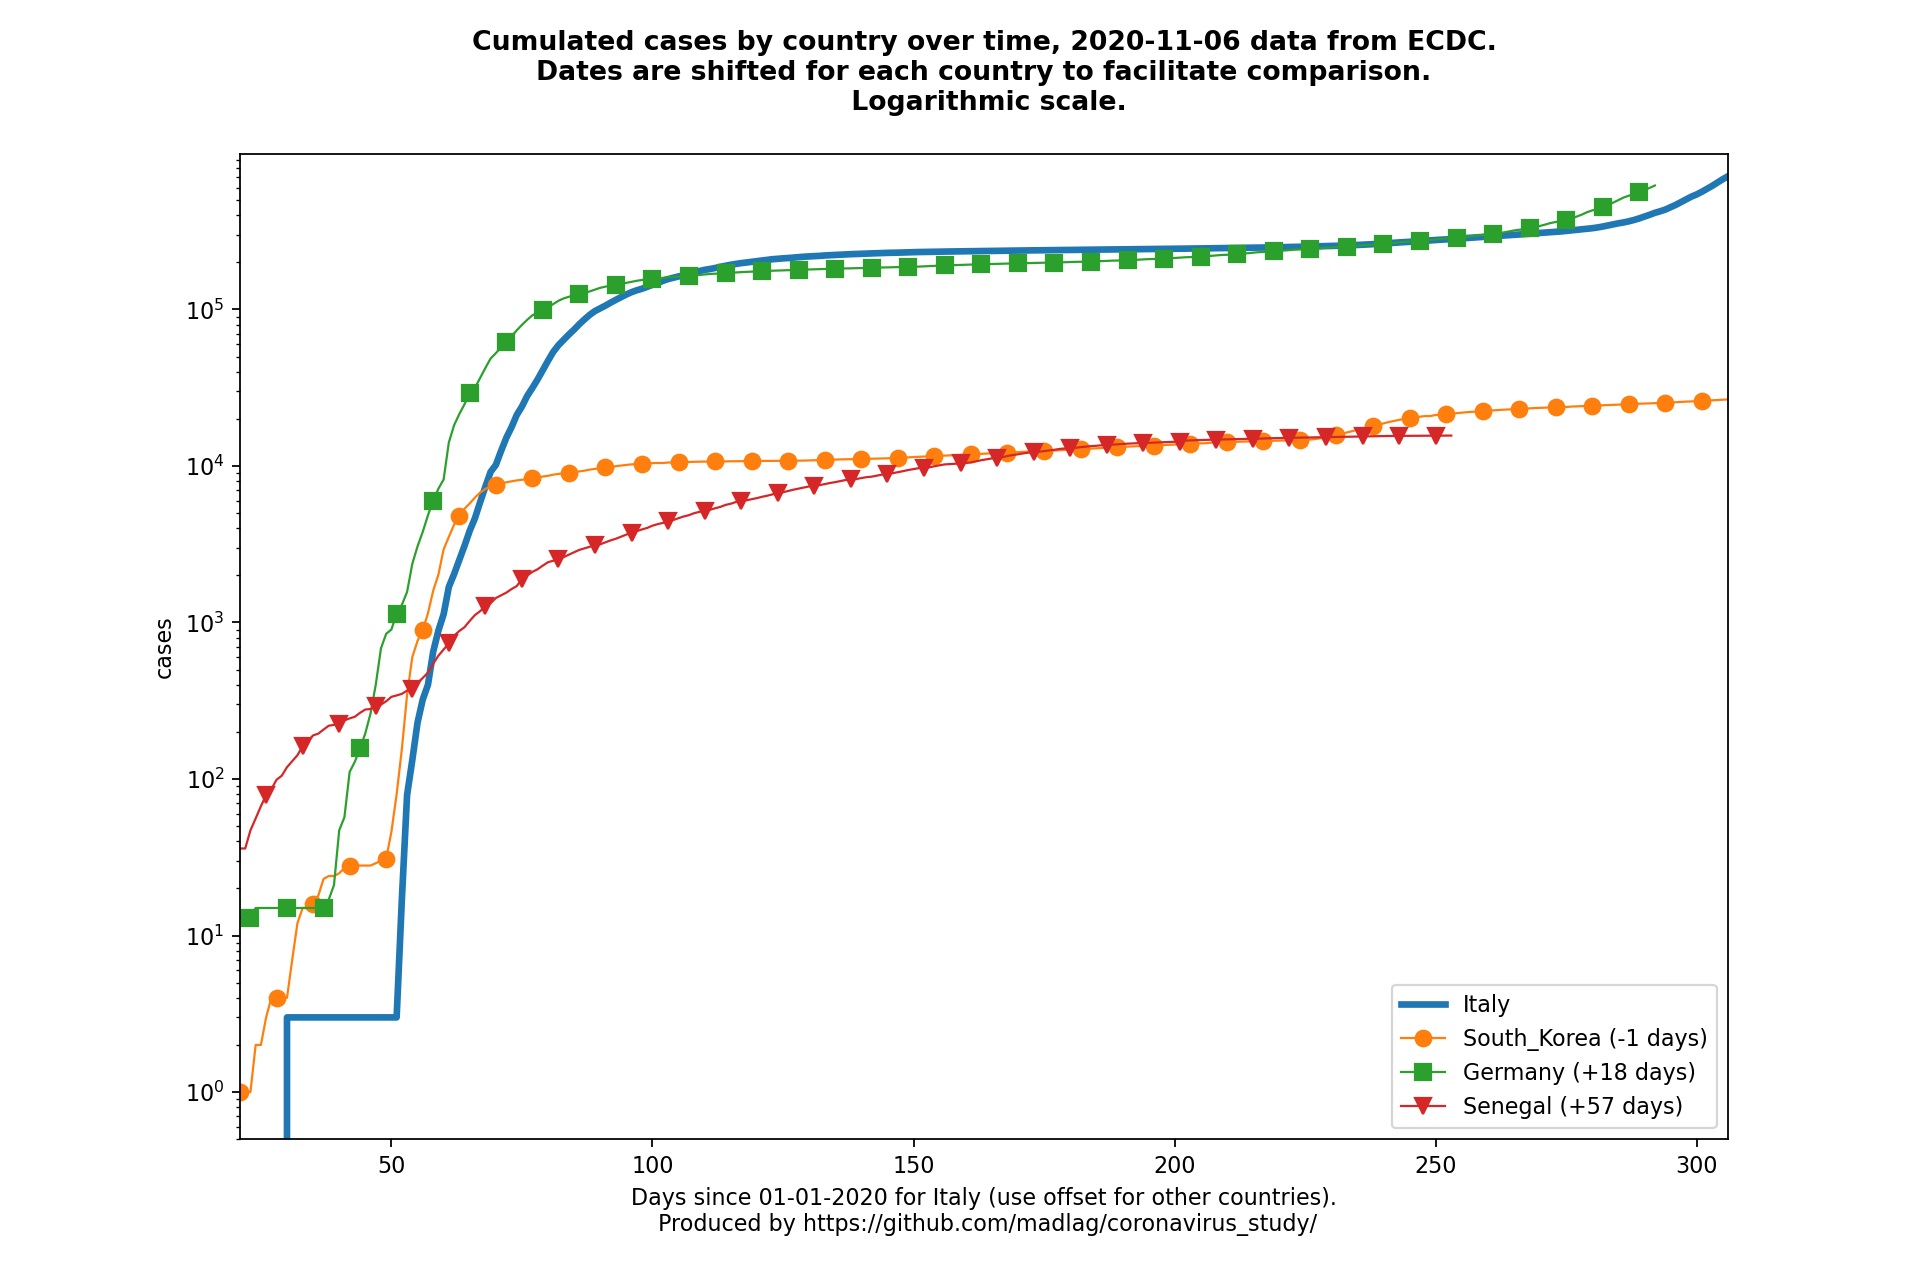 Cumulated cases by country over time, 2020-11-06 data from ECDC.
Dates are shifted for each country to facilitate comparison.
Logarithmic scale.
cases
10^5
10^4
10^3
10^2
10^1
10^0
50 100 150 200 250 300
Italy
South_Korea (-1 days)
Germany (+18 days)
Senegal (+57 days)
Days since 01-01-2020 for Italy (use offset for other countries).
Produced by https://github.com/madlag/coronavirus_study/